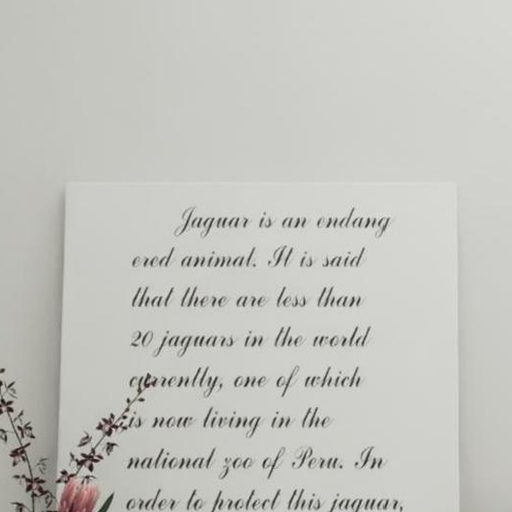 Jaguar is an endang
ered animal. It is said
that there are less than
20 jaguars in the world
currently, one of which
is now living in the
national zoo of Peru. In
order to protect this jaguar,